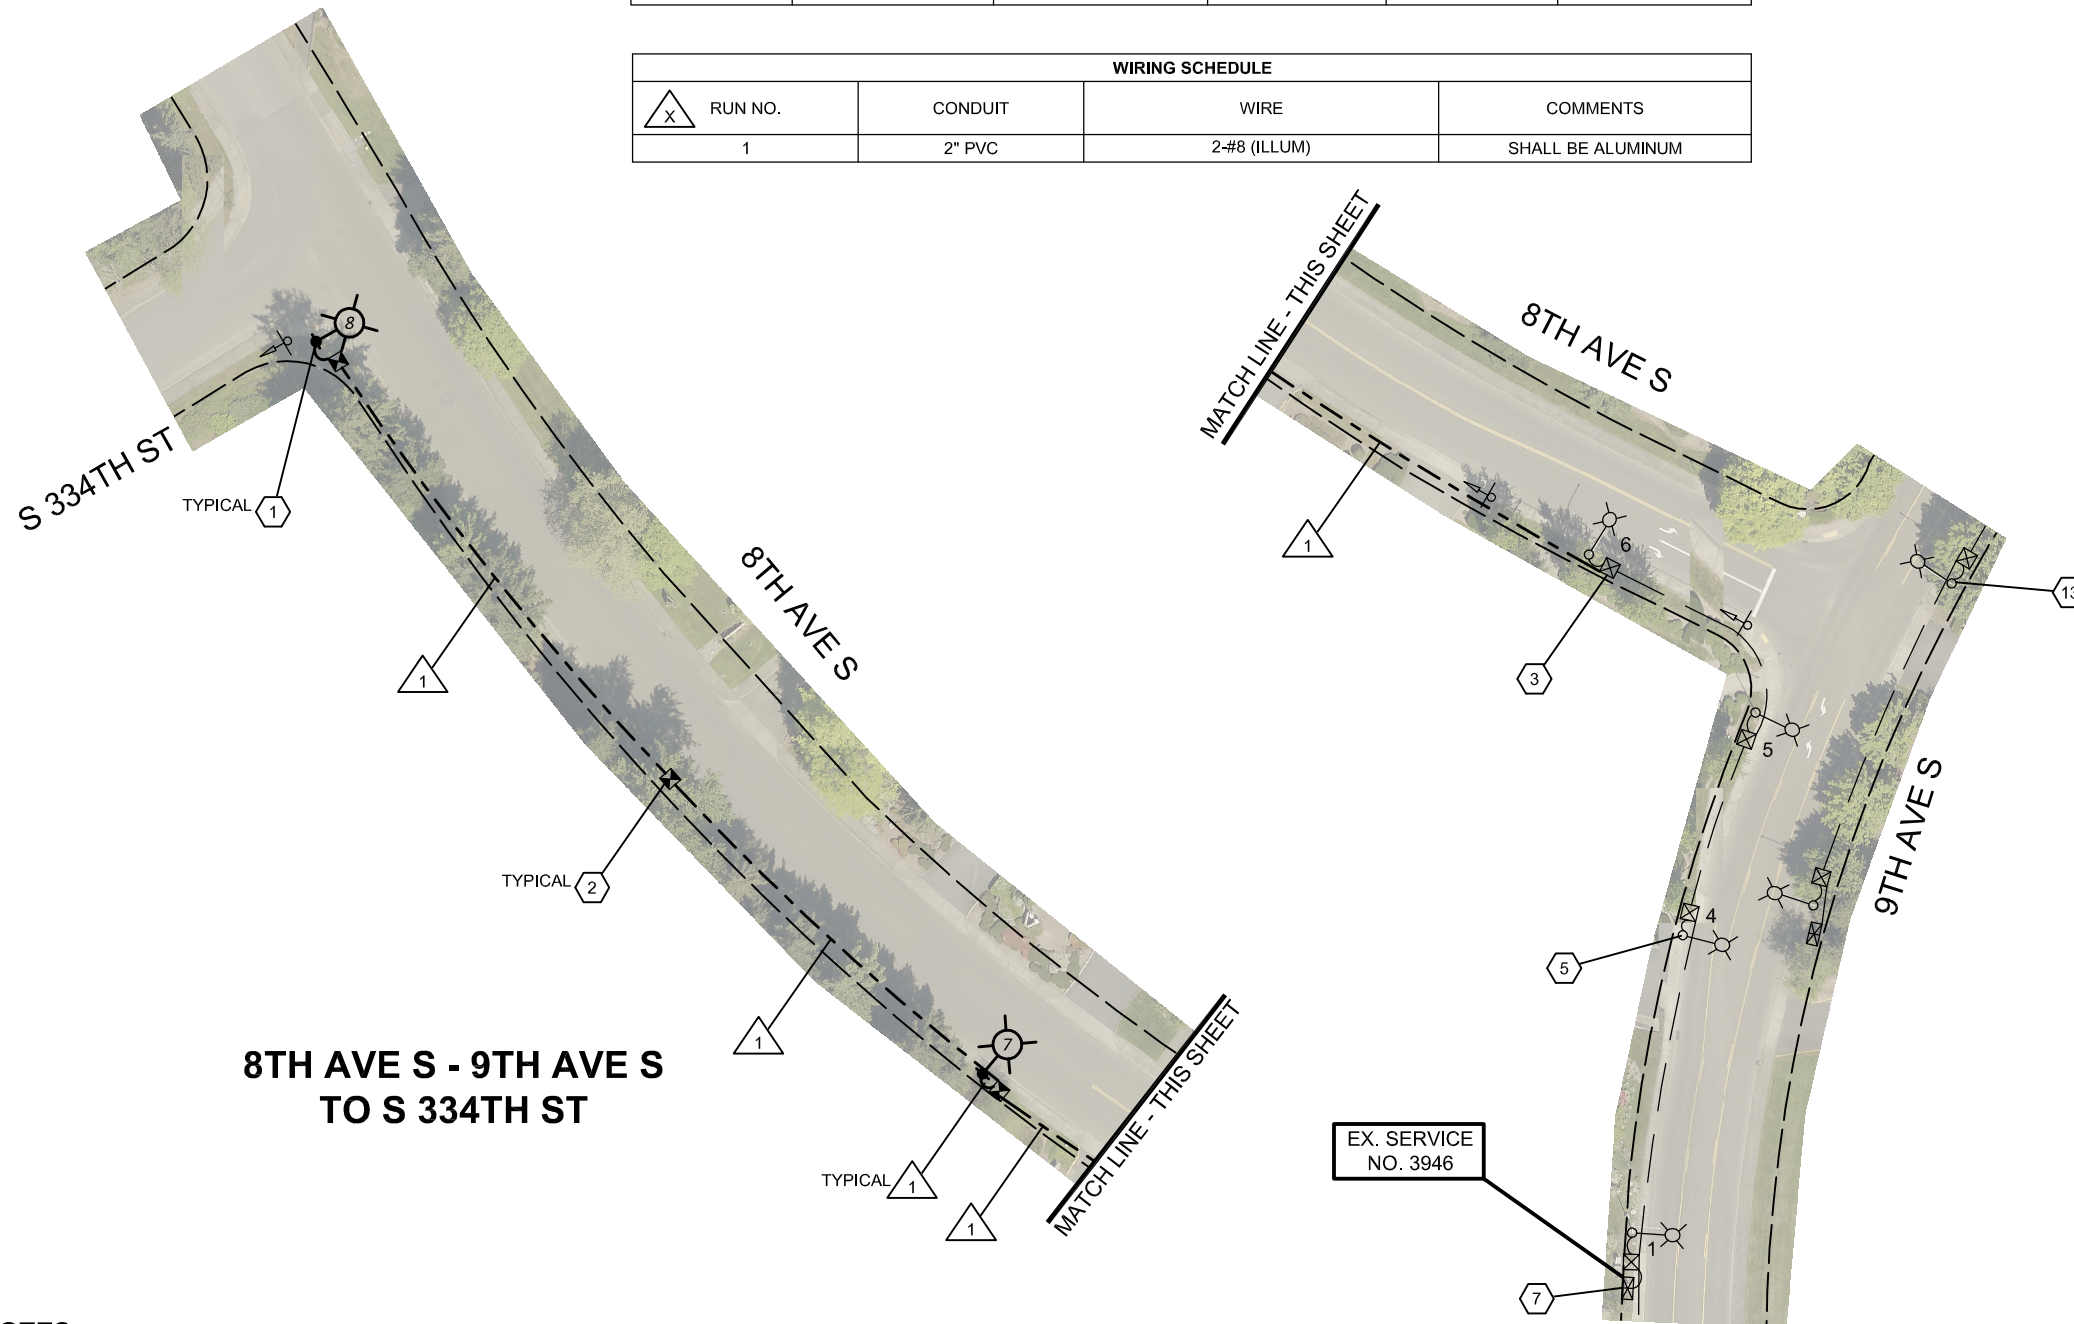 WIRING SCHEDULE
X RUN NO. CONDUIT WIRE COMMENTS
1 2" PVC 2-#8 (ILLUM) SHALL BE ALUMINUM
8
S 334TH ST
TYPICAL 1
1
8TH AVE S
TYPICAL 2
1
7
TYPICAL 1
1
MATCH LINE - THIS SHEET
8TH AVE S - 9TH AVE S
TO S 334TH ST
MATCH LINE - THIS SHEET
8TH AVE S
1
6
3
13
5
9TH AVE S
4
5
EX. SERVICE
NO. 3946
1
7